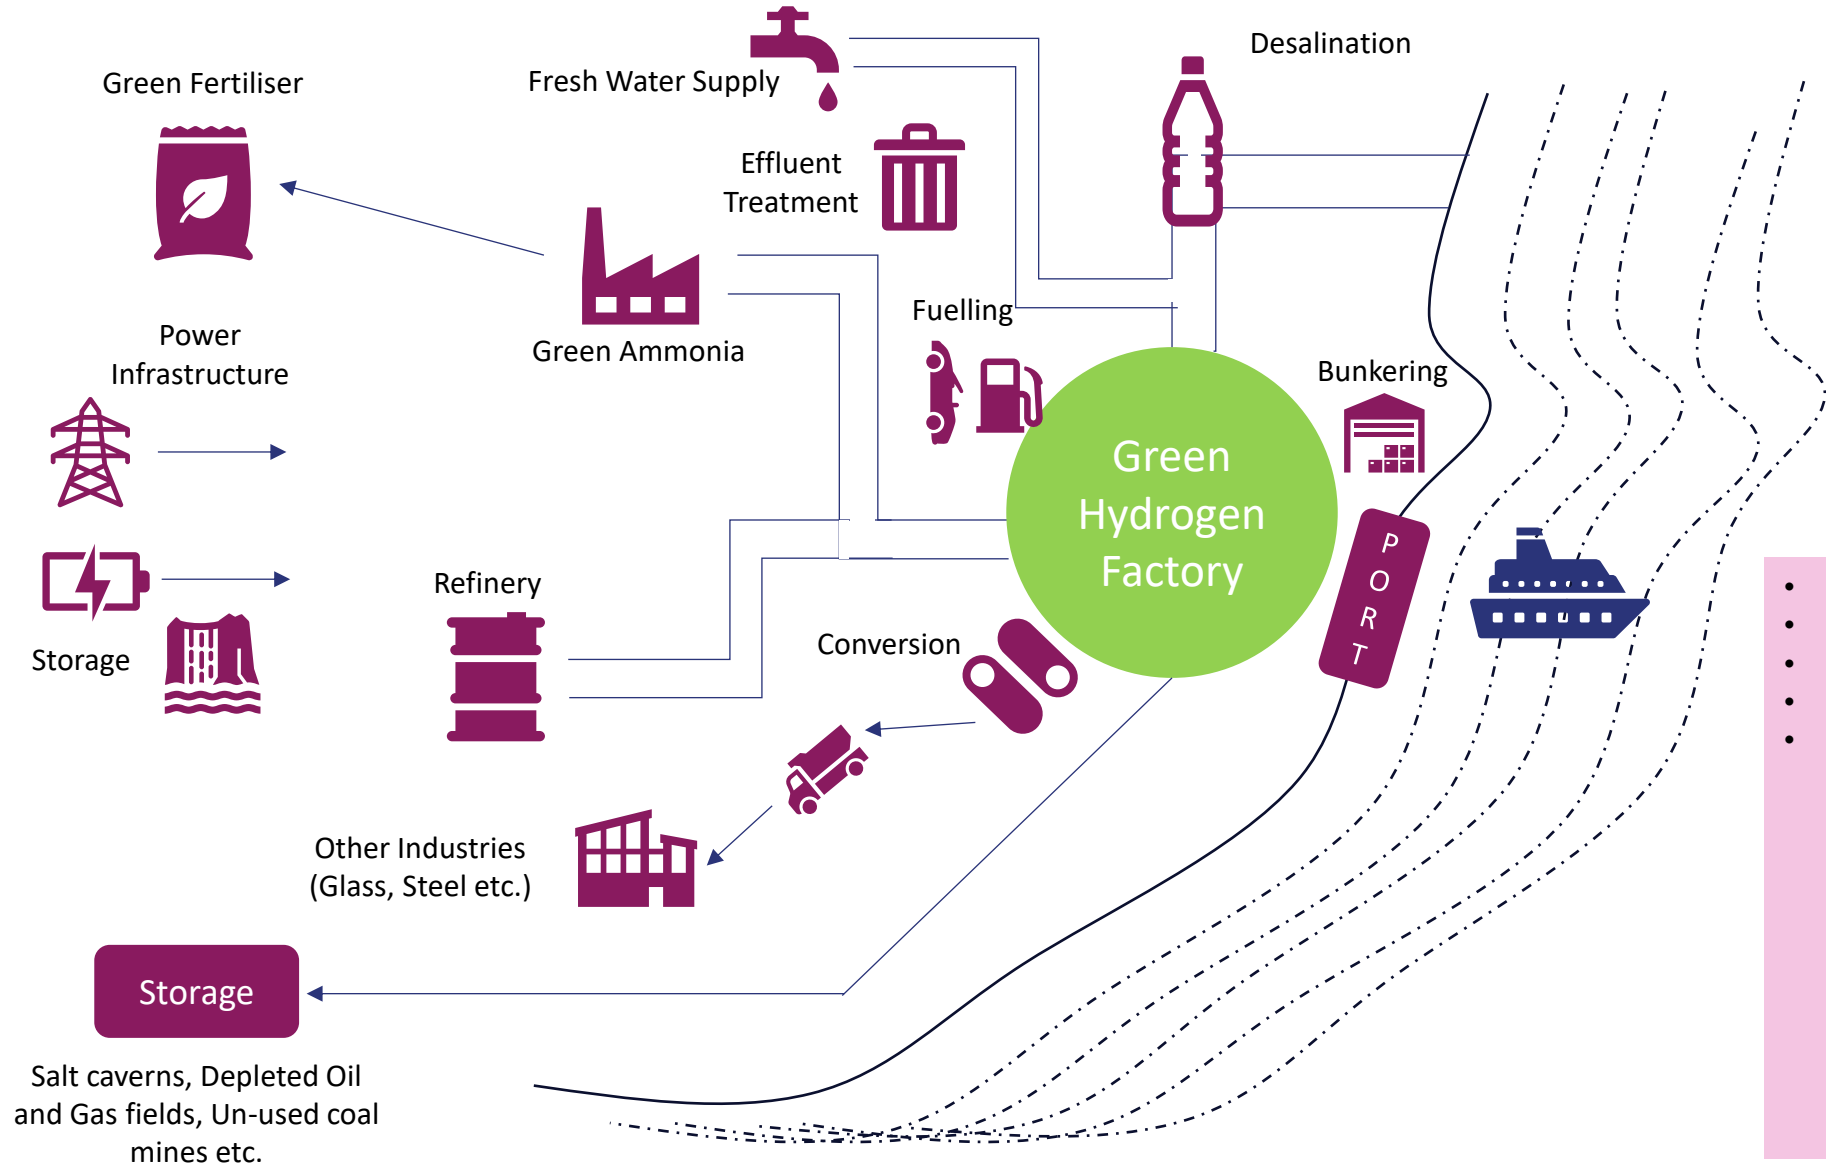 Desalination
Green Fertiliser
Fresh Water Supply
Effluent
Treatment
Fuelling
Power
Infrastructure
Green Ammonia
Bunkering
Green
Hydrogen
Factory
P
O
R
T
Refinery
Storage
Conversion
Other Industries
(Glass, Steel etc.)
Storage
Salt caverns, Depleted Oil
and Gas fields, Un-used coal
mines etc.